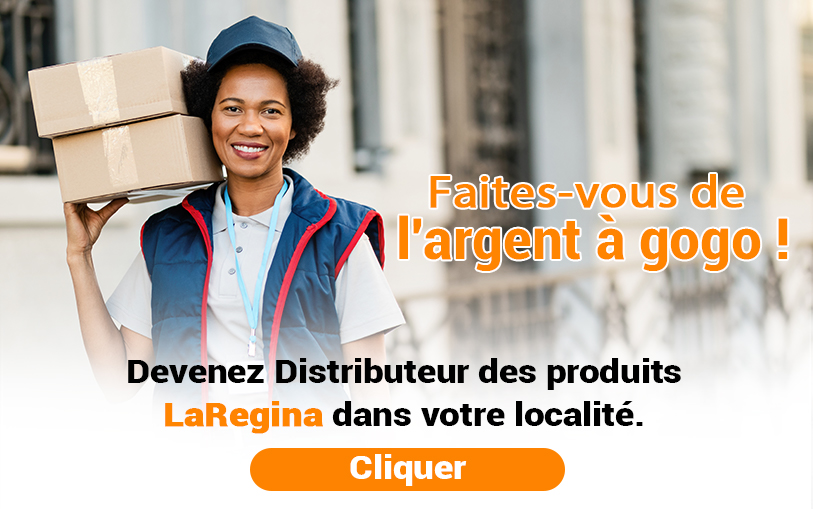 Faites-vous de
l'argent à gogo !
Devenez Distributeur des produits
LaRegina dans votre localité.
Cliquer